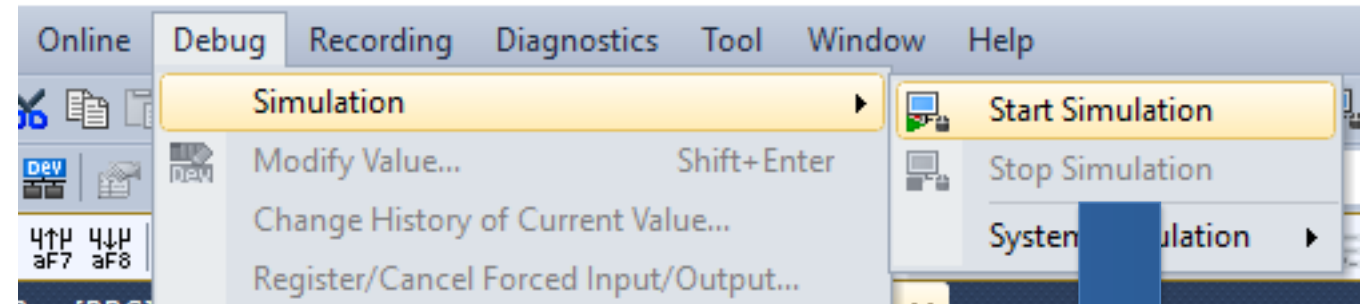 Online Debug Recording Diagnostics Tool Window Help
Simulation
Start Simulation
DEV
Modify Value... Shift+Enter
Stop Simulation
Change History of Current Value...
aF7 aF8
Register/Cancel Forced Input/Output...